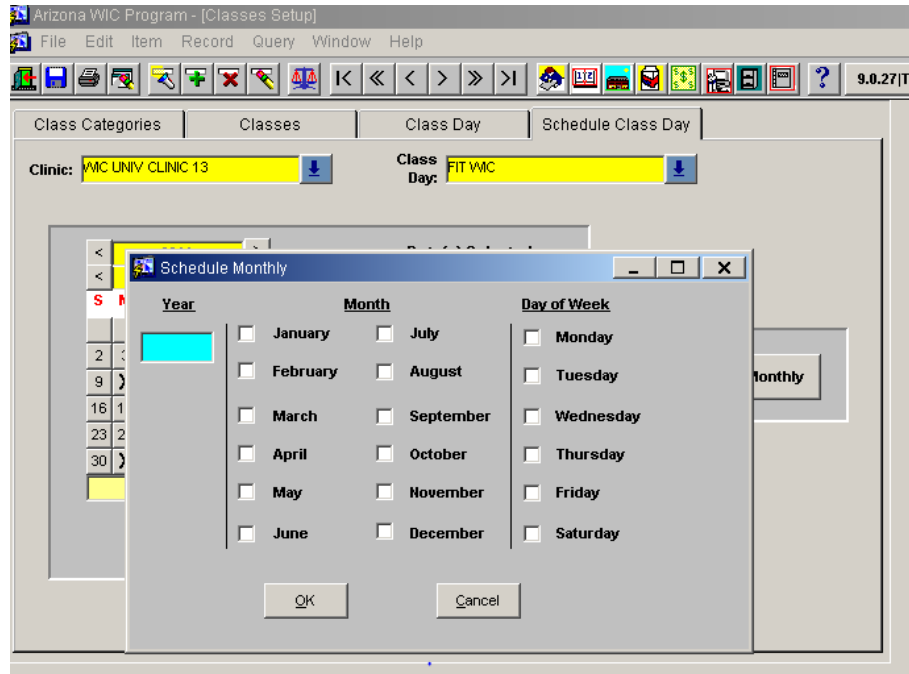 Arizona WIC Program - [Classes Setup]
File Edit Item Record Query Window Help
9.0.27|T
Class Categories Classes Class Day Schedule Class Day
Clinic: WIC UNIV CLINIC 13 Class Day: FIT WIC
< >
<
Schedule Monthly
S
Year Month Day of Week
January July Monday
2
February August Tuesday
9 Monthly
16 1
March September Wednesday
23 2
April October Thursday
30
May November Friday
June December Saturday
OK Cancel